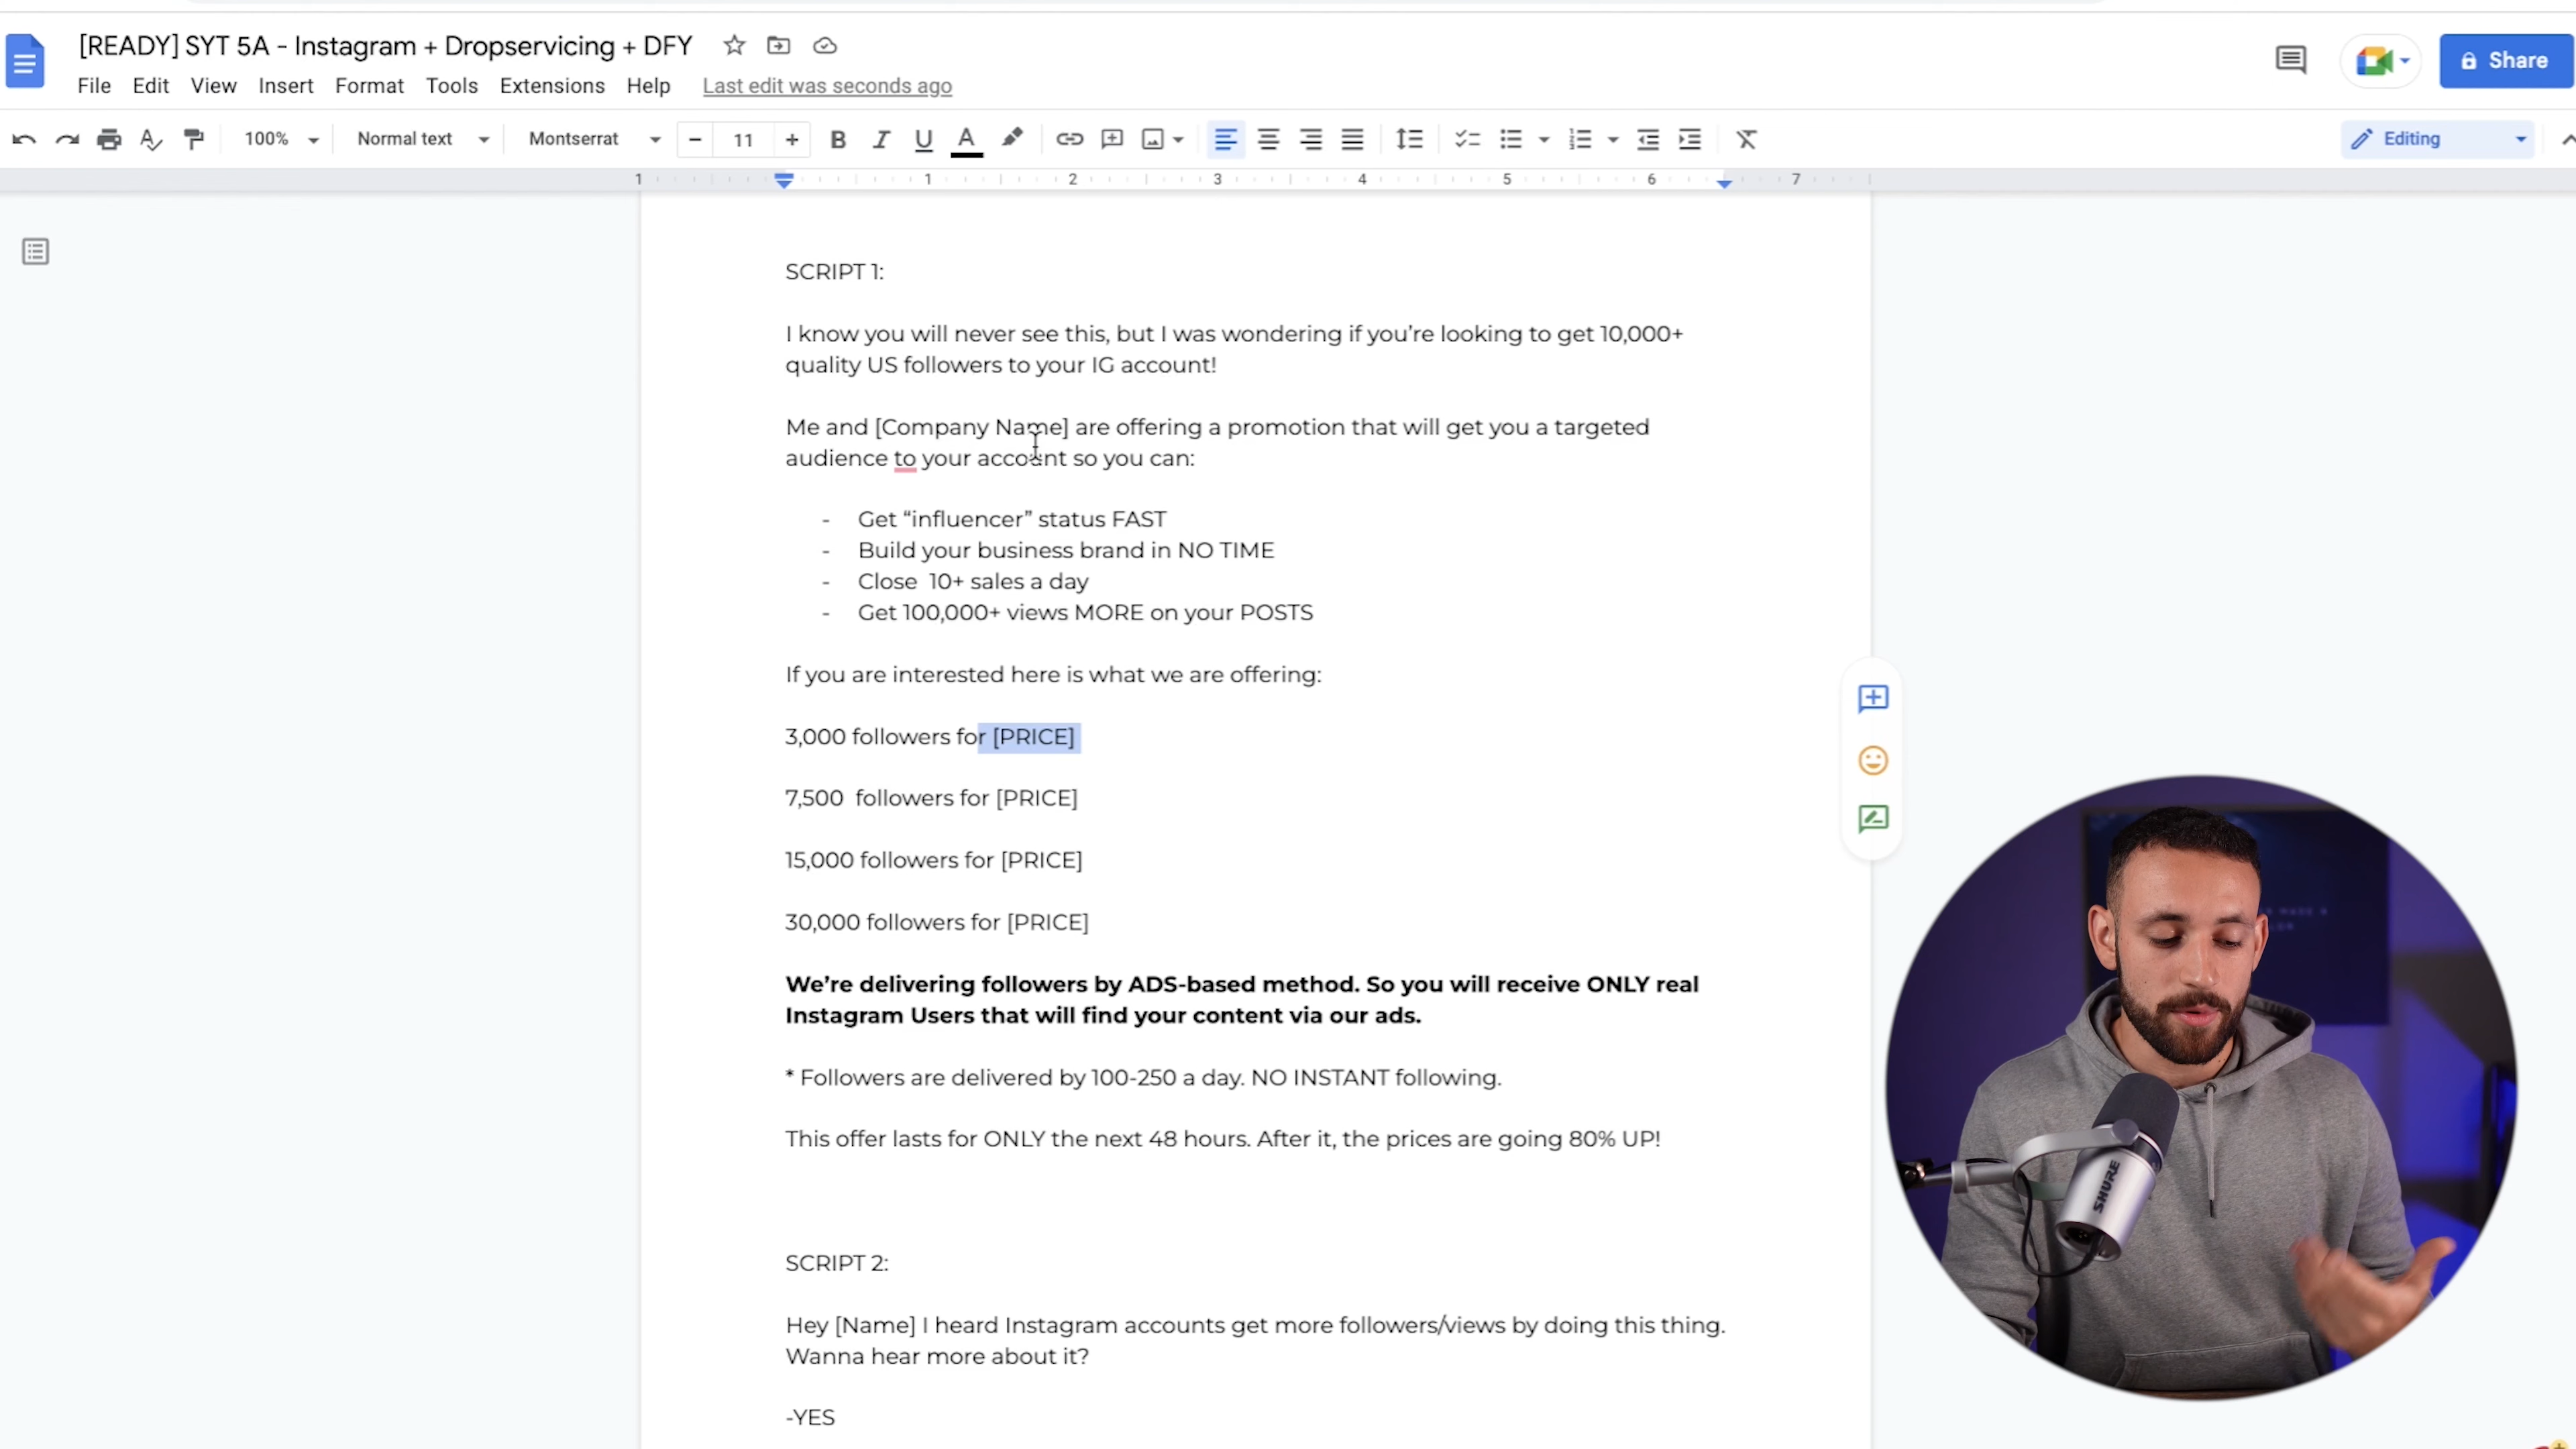 [READY] SYT 5A - Instagram + Dropservicing + DFY
Share
File Edit View Insert Format Tools Extensions Help Last edit was seconds ago
100% Normal text Montserrat - 11 + B I U A Editing
1 1 2 3 4 5 6 7
SCRIPT 1:
I know you will never see this, but I was wondering if you’re looking to get 10,000+
quality US followers to your IG account!
Me and [Company Name] are offering a promotion that will get you a targeted
audience to your account so you can:
- Get “influencer” status FAST
- Build your business brand in NO TIME
- Close 10+ sales a day
- Get 100,000+ views MORE on your POSTS
If you are interested here is what we are offering:
3,000 followers for [PRICE]
7,500 followers for [PRICE]
15,000 followers for [PRICE]
30,000 followers for [PRICE]
We’re delivering followers by ADS-based method. So you will receive ONLY real
Instagram Users that will find your content via our ads.
* Followers are delivered by 100-250 a day. NO INSTANT following.
This offer lasts for ONLY the next 48 hours. After it, the prices are going 80% UP!
SCRIPT 2:
Hey [Name] I heard Instagram accounts get more followers/views by doing this thing.
Wanna hear more about it?
-YES
SHURE